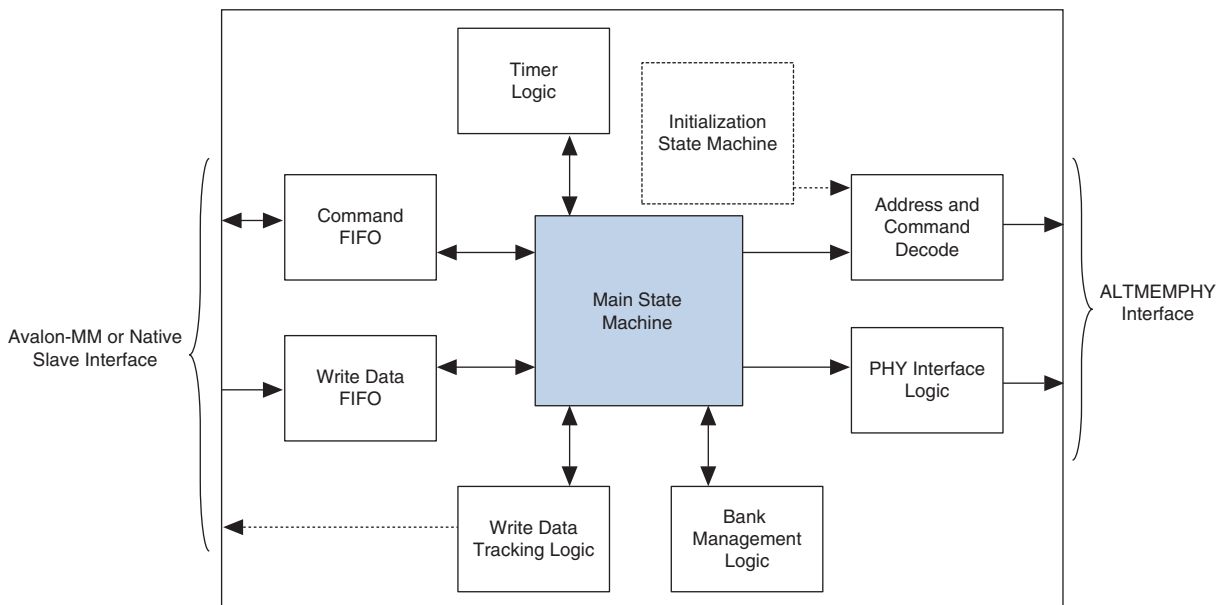 Timer
Logic
Initialization
State Machine
Command
FIFO
Address and
Command
Decode
Main State
Machine
Avalon-MM or Native
Slave Interface
ALTMEMPHY
Interface
Write Data
FIFO
PHY Interface
Logic
Write Data
Tracking Logic
Bank
Management
Logic